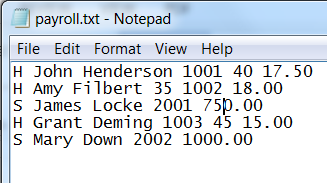 payroll.txt - Notepad
File Edit Format View Help
H John Henderson 1001 40 17.50
H Amy Filbert 35 1002 18.00
S James Locke 2001 750.00
H Grant Deming 1003 45 15.00
S Mary Down 2002 1000.00